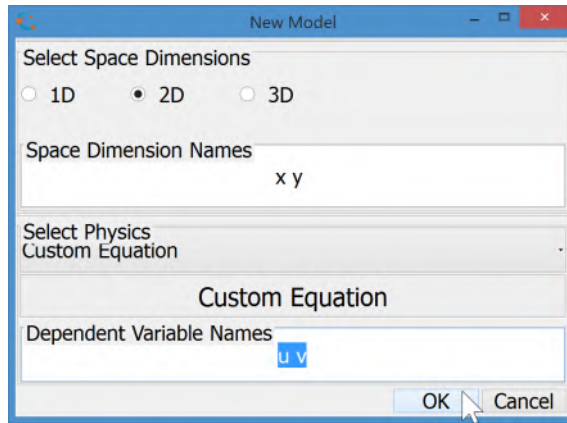 New Model
Select Space Dimensions
1D 2D 3D
Space Dimension Names
x y
Select Physics
Custom Equation
Custom Equation
Dependent Variable Names
u v
OK Cancel